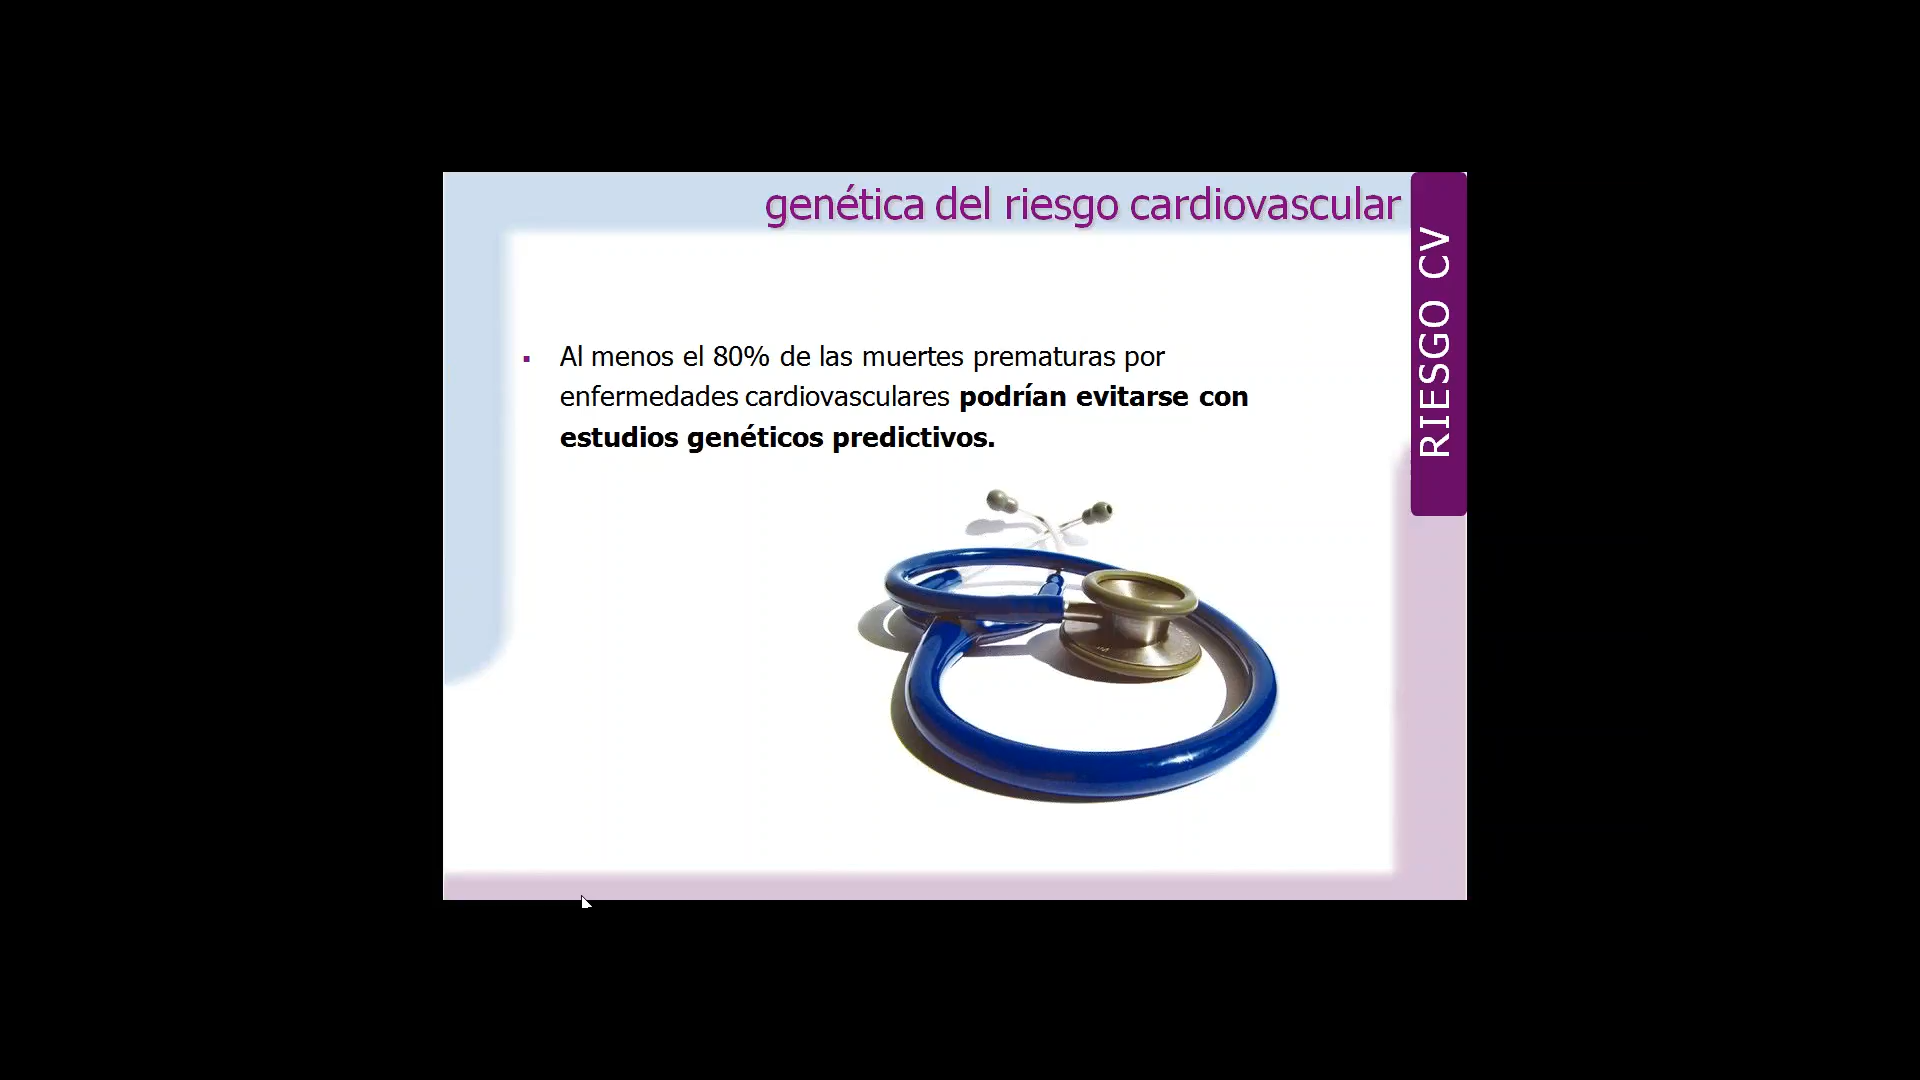 genética del riesgo cardiovascular
RIESGO CV
▪ Al menos el 80% de las muertes prematuras por
enfermedades cardiovasculares podrían evitarse con
estudios genéticos predictivos.